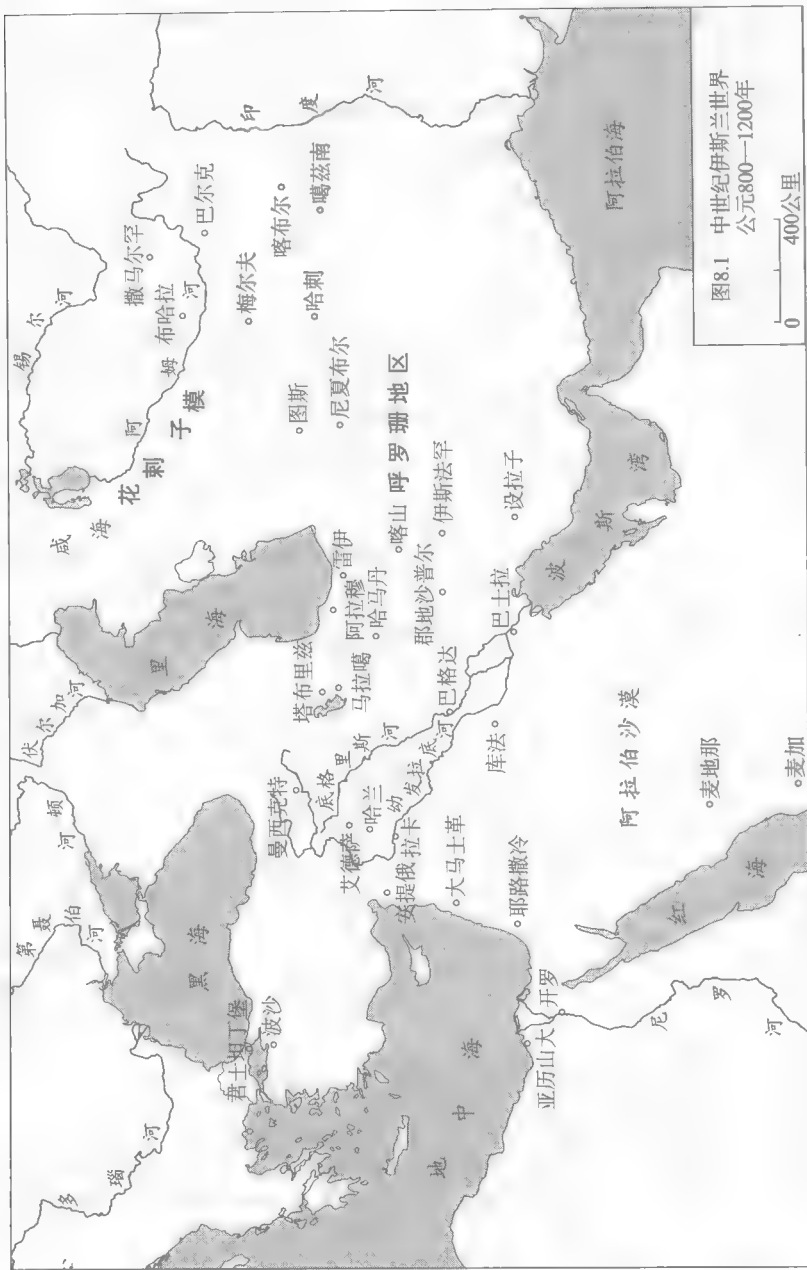 图8.1 中世纪伊斯兰世界
公元800—1200年
0 400公里
多瑙河
第聂伯河
顿河
伏尔加河
黑海
里海
咸海
锡尔河
阿姆河
花剌子模
撒马尔罕
布哈拉
巴尔克
印度河
君士坦丁堡
波沙
曼西克特
塔布里兹
马拉噶
阿拉穆
雷伊
哈马丹
图斯
尼夏布尔
梅尔夫
哈刺
喀布尔
噶兹南
呼罗珊地区
喀山
伊斯法罕
郡地沙普尔
设拉子
艾德萨
哈兰
底格里斯河
幼发拉底河
安提俄
拉卡
巴格达
大马士革
耶路撒冷
库法
巴士拉
波斯湾
阿拉伯海
地中海
亚历山大
开罗
尼罗河
红海
阿拉伯沙漠
麦地那
麦加